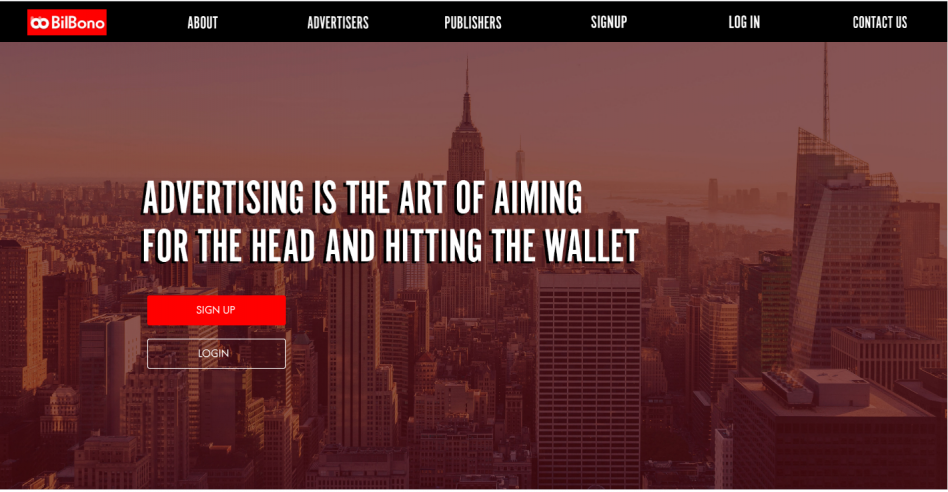 BilBono
ABOUT
ADVERTISERS
PUBLISHERS
SIGNUP
LOG IN
CONTACT US
ADVERTISING IS THE ART OF AIMING
FOR THE HEAD AND HITTING THE WALLET
SIGN UP
LOGIN